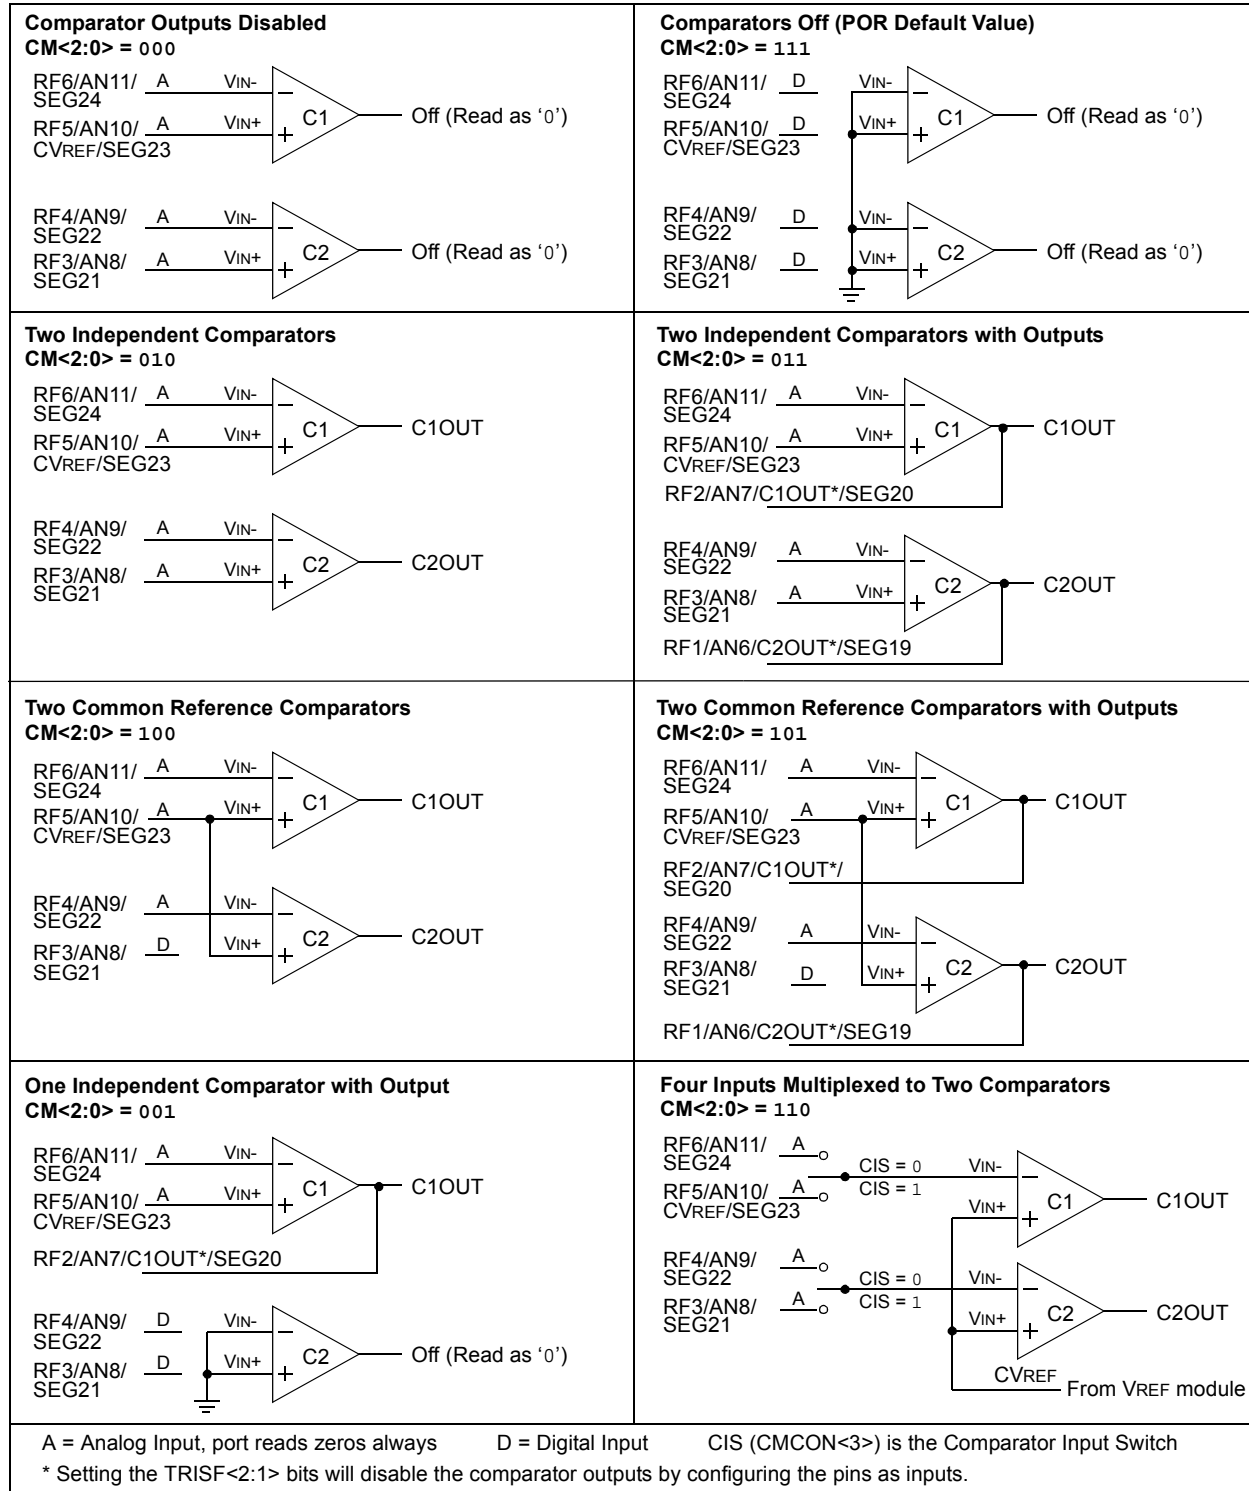 Comparator Outputs Disabled
CM<2:0> = 000
RF6/AN11/ A VIN-
SEG24
C1 Off (Read as ‘0’)
RF5/AN10/ A VIN+
CVREF/SEG23
RF4/AN9/ A VIN-
SEG22
C2 Off (Read as ‘0’)
RF3/AN8/ A VIN+
SEG21
Comparators Off (POR Default Value)
CM<2:0> = 111
RF6/AN11/ D VIN-
SEG24
C1 Off (Read as ‘0’)
RF5/AN10/ D VIN+
CVREF/SEG23
RF4/AN9/ D VIN-
SEG22
C2 Off (Read as ‘0’)
RF3/AN8/ D VIN+
SEG21
Two Independent Comparators
CM<2:0> = 010
RF6/AN11/ A VIN-
SEG24
C1 C1OUT
RF5/AN10/ A VIN+
CVREF/SEG23
RF4/AN9/ A VIN-
SEG22
C2 C2OUT
RF3/AN8/ A VIN+
SEG21
Two Independent Comparators with Outputs
CM<2:0> = 011
RF6/AN11/ A VIN-
SEG24
C1 C1OUT
RF5/AN10/ A VIN+
CVREF/SEG23
RF2/AN7/C1OUT*/SEG20
RF4/AN9/ A VIN-
SEG22
C2 C2OUT
RF3/AN8/ A VIN+
SEG21
RF1/AN6/C2OUT*/SEG19
Two Common Reference Comparators
CM<2:0> = 100
RF6/AN11/ A VIN-
SEG24
C1 C1OUT
RF5/AN10/ A VIN+
CVREF/SEG23
RF4/AN9/ A VIN-
SEG22
C2 C2OUT
RF3/AN8/ D VIN+
SEG21
Two Common Reference Comparators with Outputs
CM<2:0> = 101
RF6/AN11/ A VIN-
SEG24
C1 C1OUT
RF5/AN10/ A VIN+
CVREF/SEG23
RF2/AN7/C1OUT*/
SEG20
RF4/AN9/ A VIN-
SEG22
C2 C2OUT
RF3/AN8/ D VIN+
SEG21
RF1/AN6/C2OUT*/SEG19
One Independent Comparator with Output
CM<2:0> = 001
RF6/AN11/ A VIN-
SEG24
C1 C1OUT
RF5/AN10/ A VIN+
CVREF/SEG23
RF2/AN7/C1OUT*/SEG20
RF4/AN9/ D VIN-
SEG22
C2 Off (Read as ‘0’)
RF3/AN8/ D VIN+
SEG21
Four Inputs Multiplexed to Two Comparators
CM<2:0> = 110
RF6/AN11/ A
SEG24 CIS = 0 VIN-
RF5/AN10/ A CIS = 1
CVREF/SEG23 VIN+ C1 C1OUT
RF4/AN9/ A
SEG22 CIS = 0 VIN-
RF3/AN8/ A CIS = 1
SEG21 VIN+ C2 C2OUT
CVREF
From VREF module
A = Analog Input, port reads zeros always D = Digital Input CIS (CMCON<3>) is the Comparator Input Switch
* Setting the TRISF<2:1> bits will disable the comparator outputs by configuring the pins as inputs.